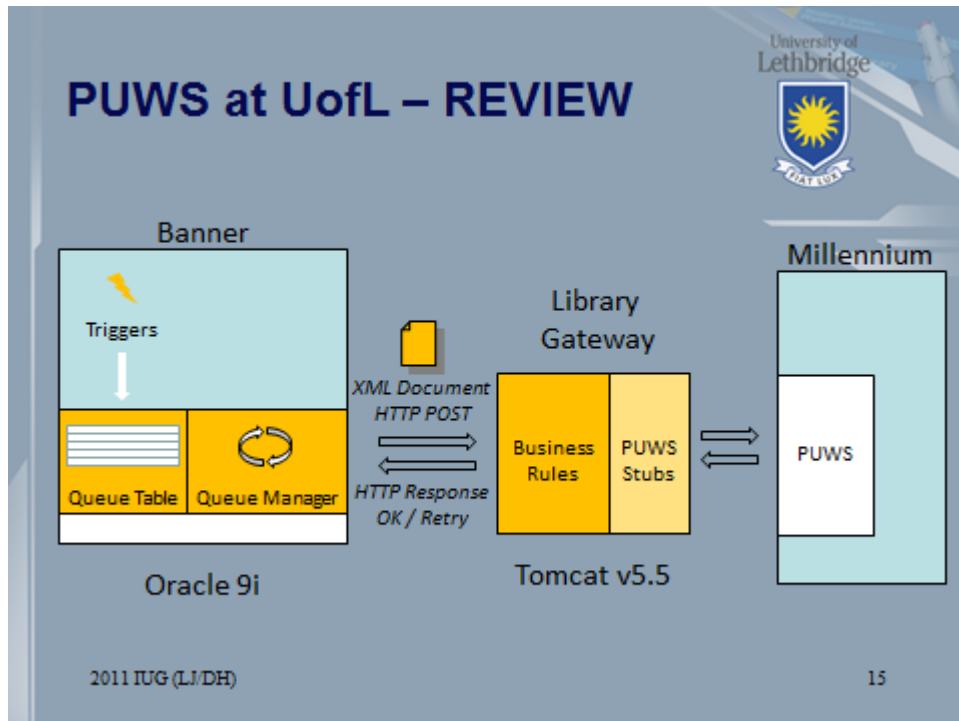 University of
Lethbridge
PUWS at UofL – REVIEW
FIAT LUX
Banner
Triggers
Queue Table
Queue Manager
Oracle 9i
XML Document
HTTP POST
HTTP Response
OK / Retry
Library
Gateway
Business
Rules
PUWS
Stubs
Tomcat v5.5
Millennium
PUWS
2011 IUG (LJ/DH)
15